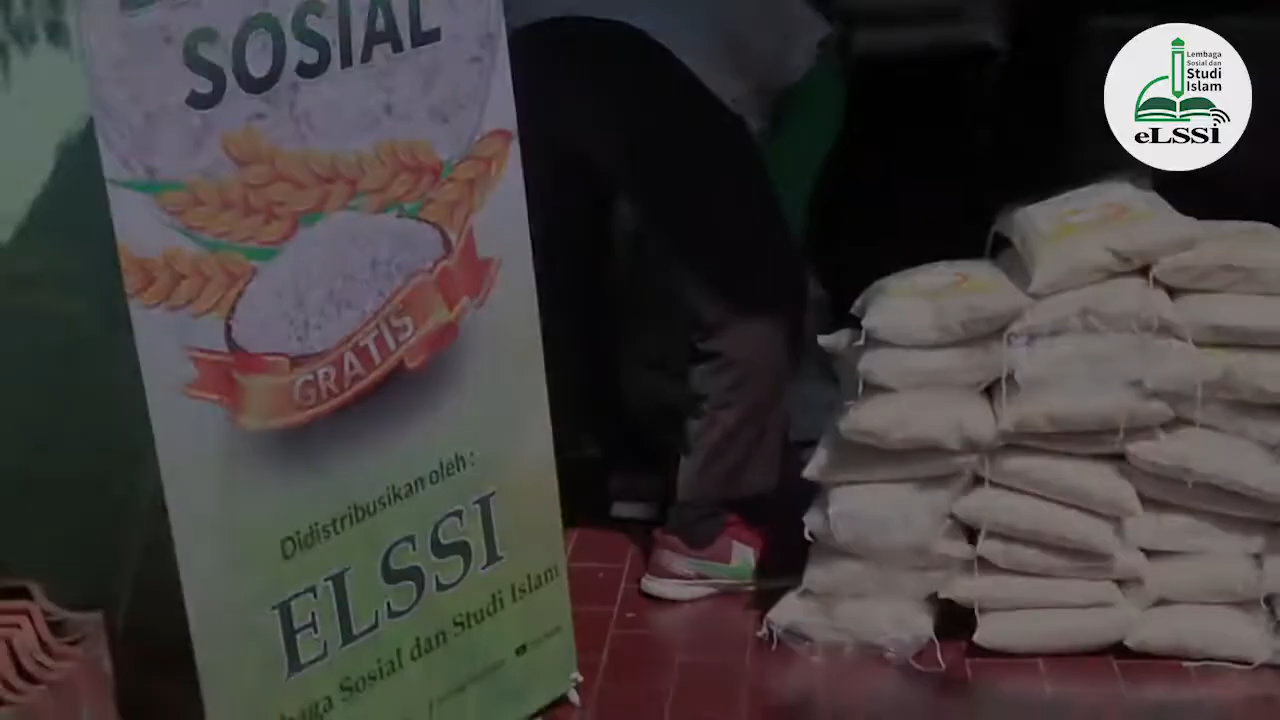 SOSIAL
GRATIS
Didistribusikan oleh :
ELSSI
Sosial dan Studi Islam
Lembaga
Sosial dan
Studi
Islam
eLSSi